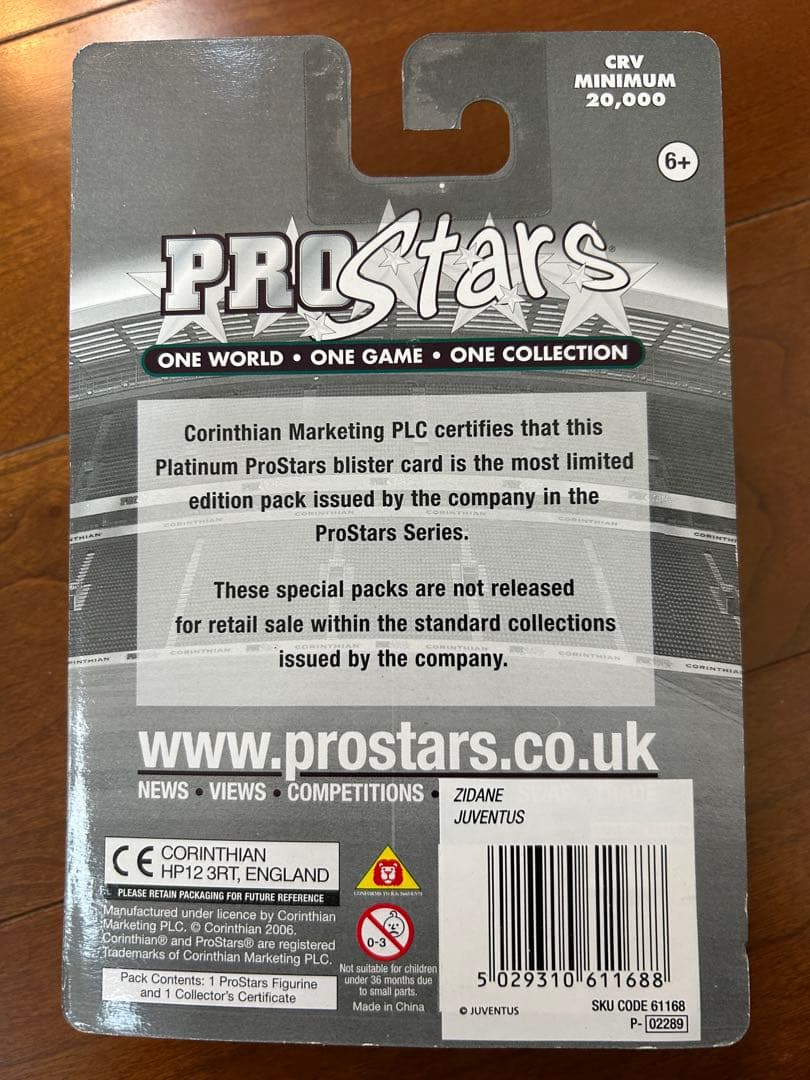 CRV
MINIMUM
20,000
6+
PROStars
ONE WORLD • ONE GAME • ONE COLLECTION
Corinthian Marketing PLC certifies that this
Platinum ProStars blister card is the most limited
edition pack issued by the company in the
ProStars Series.
These special packs are not released
for retail sale within the standard collections
issued by the company.
CORINTHIAN
CORINTHIAN
CORINTHIAN
www.prostars.co.uk
NEWS • VIEWS • COMPETITIONS •
ZIDANE
JUVENTUS
CE CORINTHIAN
HP12 3RT, ENGLAND
PLEASE RETAIN PACKAGING FOR FUTURE REFERENCE
Manufactured under licence by Corinthian
Marketing PLC. © Corinthian 2006.
Corinthian® and ProStars® are registered
Trademarks of Corinthian Marketing PLC.
Pack Contents: 1 ProStars Figurine
and 1 Collector's Certificate
0-3
Not suitable for children
under 36 months due
to small parts.
Made in China
5 029310 611688
© JUVENTUS
SKU CODE 61168
P- 02289